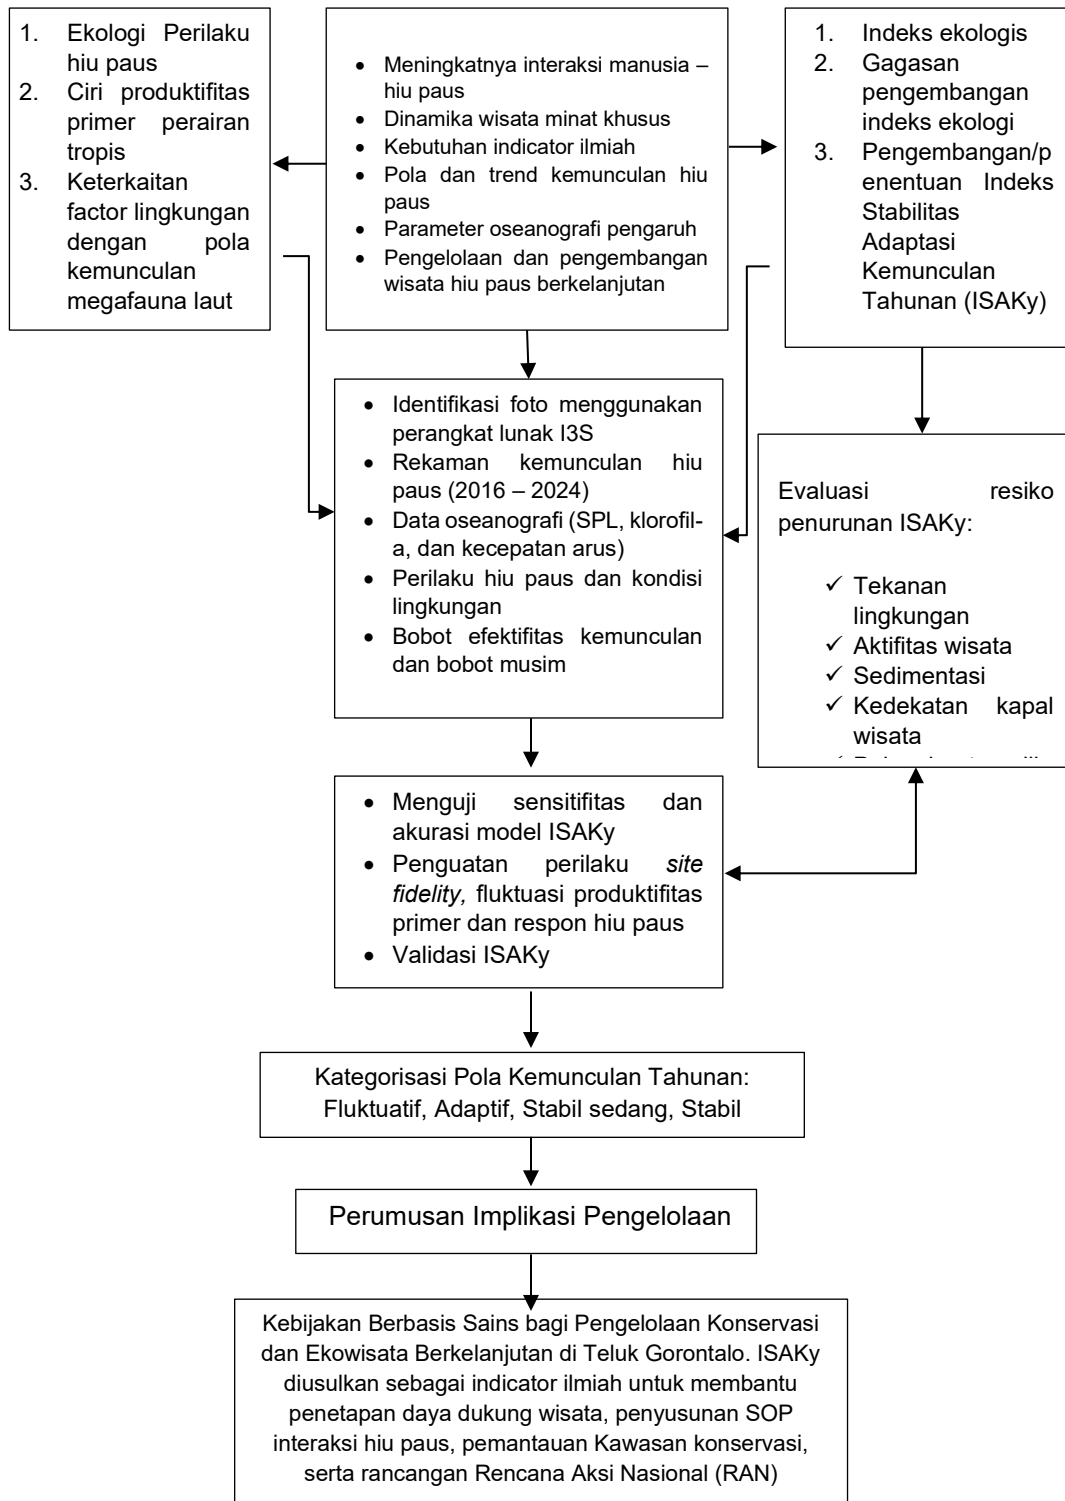 1. Ekologi Perilaku
hiu paus
2. Ciri produktifitas
primer perairan
tropis
3. Keterkaitan
factor lingkungan
dengan pola
kemunculan
megafauna laut
• Meningkatnya interaksi manusia –
hiu paus
• Dinamika wisata minat khusus
• Kebutuhan indicator ilmiah
• Pola dan trend kemunculan hiu
paus
• Parameter oseanografi pengaruh
• Pengelolaan dan pengembangan
wisata hiu paus berkelanjutan
1. Indeks ekologis
2. Gagasan
pengembangan
indeks ekologi
3. Pengembangan/p
enentuan Indeks
Stabilitas
Adaptasi
Kemunculan
Tahunan (ISAKy)
• Identifikasi foto menggunakan
perangkat lunak I3S
• Rekaman kemunculan hiu
paus (2016 – 2024)
• Data oseanografi (SPL, klorofil-
a, dan kecepatan arus)
• Perilaku hiu paus dan kondisi
lingkungan
• Bobot efektifitas kemunculan
dan bobot musim
Evaluasi resiko
penurunan ISAKy:
✓ Tekanan
lingkungan
✓ Aktifitas wisata
✓ Sedimentasi
✓ Kedekatan kapal
wisata
• Menguji sensitifitas dan
akurasi model ISAKy
• Penguatan perilaku site
fidelity, fluktuasi produktifitas
primer dan respon hiu paus
• Validasi ISAKy
Kategorisasi Pola Kemunculan Tahunan:
Fluktuatif, Adaptif, Stabil sedang, Stabil
Perumusan Implikasi Pengelolaan
Kebijakan Berbasis Sains bagi Pengelolaan Konservasi
dan Ekowisata Berkelanjutan di Teluk Gorontalo. ISAKy
diusulkan sebagai indicator ilmiah untuk membantu
penetapan daya dukung wisata, penyusunan SOP
interaksi hiu paus, pemantauan Kawasan konservasi,
serta rancangan Rencana Aksi Nasional (RAN)